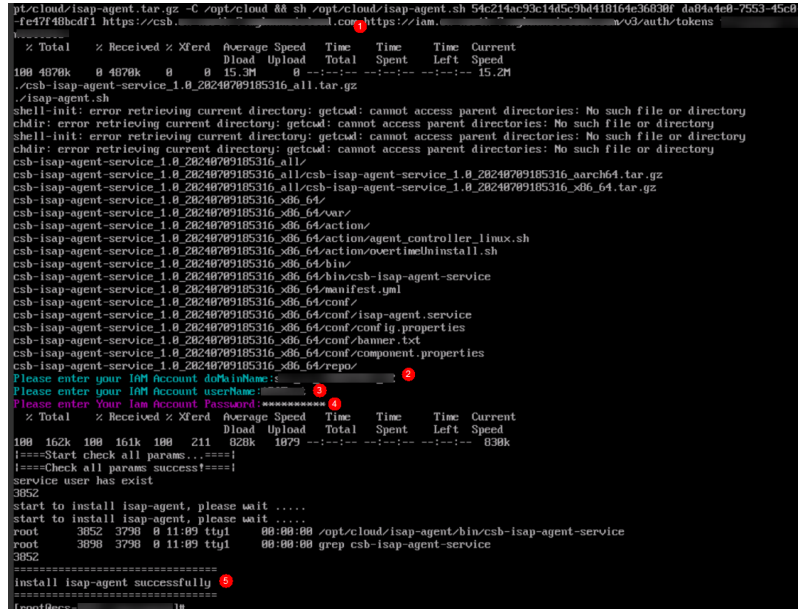 pt/cloud/isap-agent.tar.gz -C /opt/cloud && sh /opt/cloud/isap-agent.sh 54c214ac93c14d5c9bd418164e36830f da84a4e0-7553-45c0
-fe47f48bcdf1 https://csb. .com https://iam. /v3/auth/tokens
1
% Total % Received % Xferd Average Speed Time Time Time Current
Dload Upload Total Spent Left Speed
100 4870k 0 4870k 0 0 15.3M 0 --:--:-- --:--:-- --:--:-- 15.2M
./csb-isap-agent-service_1.0_20240709185316_all.tar.gz
./isap-agent.sh
shell-init: error retrieving current directory: getcwd: cannot access parent directories: No such file or directory
chdir: error retrieving current directory: getcwd: cannot access parent directories: No such file or directory
shell-init: error retrieving current directory: getcwd: cannot access parent directories: No such file or directory
chdir: error retrieving current directory: getcwd: cannot access parent directories: No such file or directory
csb-isap-agent-service_1.0_20240709185316_all/
csb-isap-agent-service_1.0_20240709185316_all/csb-isap-agent-service_1.0_20240709185316_aarch64.tar.gz
csb-isap-agent-service_1.0_20240709185316_all/csb-isap-agent-service_1.0_20240709185316_x86_64.tar.gz
csb-isap-agent-service_1.0_20240709185316_x86_64/
csb-isap-agent-service_1.0_20240709185316_x86_64/var/
csb-isap-agent-service_1.0_20240709185316_x86_64/action/
csb-isap-agent-service_1.0_20240709185316_x86_64/action/agent_controller_linux.sh
csb-isap-agent-service_1.0_20240709185316_x86_64/action/overtimeUninstall.sh
csb-isap-agent-service_1.0_20240709185316_x86_64/bin/
csb-isap-agent-service_1.0_20240709185316_x86_64/bin/csb-isap-agent-service
csb-isap-agent-service_1.0_20240709185316_x86_64/manifest.yml
csb-isap-agent-service_1.0_20240709185316_x86_64/conf/
csb-isap-agent-service_1.0_20240709185316_x86_64/conf/isap-agent.service
csb-isap-agent-service_1.0_20240709185316_x86_64/conf/config.properties
csb-isap-agent-service_1.0_20240709185316_x86_64/conf/banner.txt
csb-isap-agent-service_1.0_20240709185316_x86_64/conf/component.properties
csb-isap-agent-service_1.0_20240709185316_x86_64/repo/
Please enter your IAM Account doMainName:s 2
Please enter your IAM Account userName: 3
Please enter Your Iam Account Password:********** 4
% Total % Received % Xferd Average Speed Time Time Time Current
Dload Upload Total Spent Left Speed
100 162k 100 161k 100 211 828k 1079 --:--:-- --:--:-- --:--:-- 830k
|====Start check all params...====|
|====Check all params success!====|
service user has exist
3852
start to install isap-agent, please wait .....
start to install isap-agent, please wait .....
root 3852 3798 0 11:09 tty1 00:00:00 /opt/cloud/isap-agent/bin/csb-isap-agent-service
root 3898 3798 0 11:09 tty1 00:00:00 grep csb-isap-agent-service
3852
================================
install isap-agent successfully 5
================================
[root@ecs- ]#